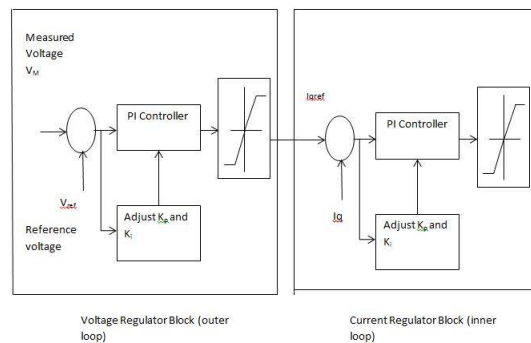 Measured
Voltage
VM
PI Controller
Vref
Reference
voltage
Adjust Kp and
Ki
Iqref
PI Controller
Iq
Adjust Kp and
Ki
Voltage Regulator Block (outer
loop)
Current Regulator Block (inner
loop)